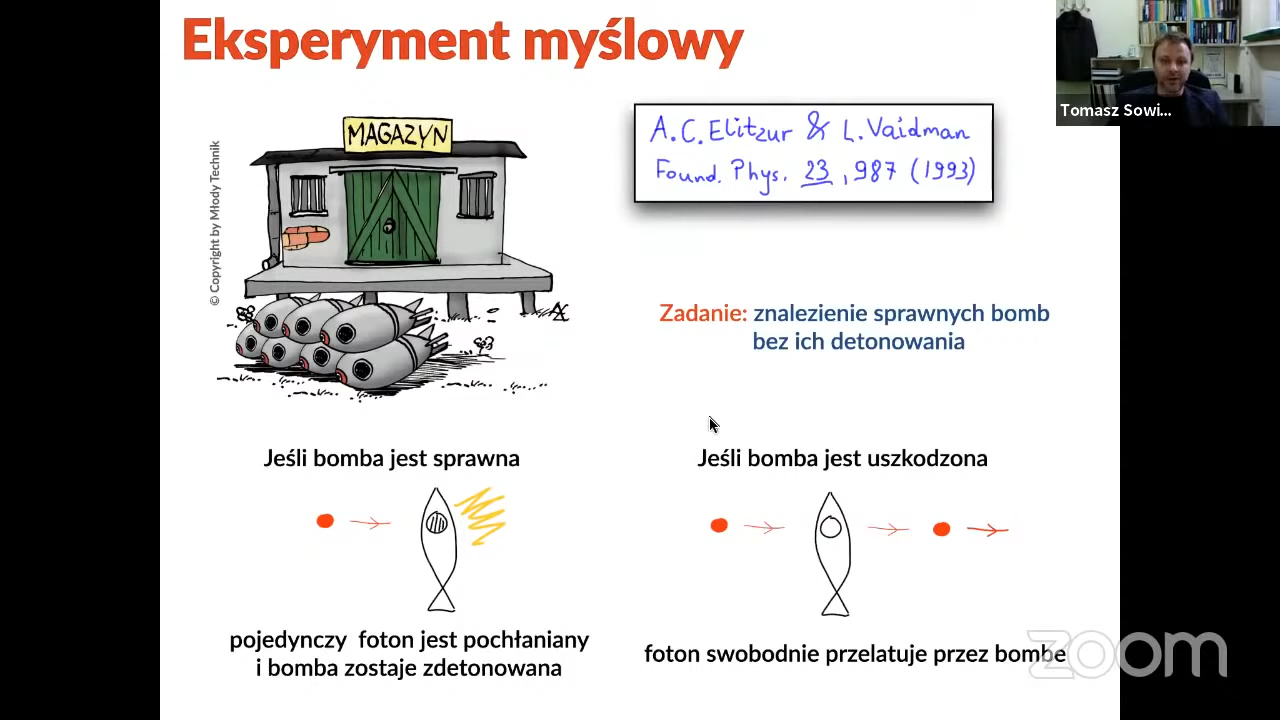 Eksperyment myślowy
Tomasz Sowi...
MAGAZYN
© Copyright by Młody Technik
A.C. Elitzur & L. Vaidman
Found. Phys. 23, 987 (1993)
Zadanie: znalezienie sprawnych bomb
bez ich detonowania
Jeśli bomba jest sprawna
pojedynczy foton jest pochłaniany
i bomba zostaje zdetonowana
Jeśli bomba jest uszkodzona
foton swobodnie przelatuje przez bombe
zoom